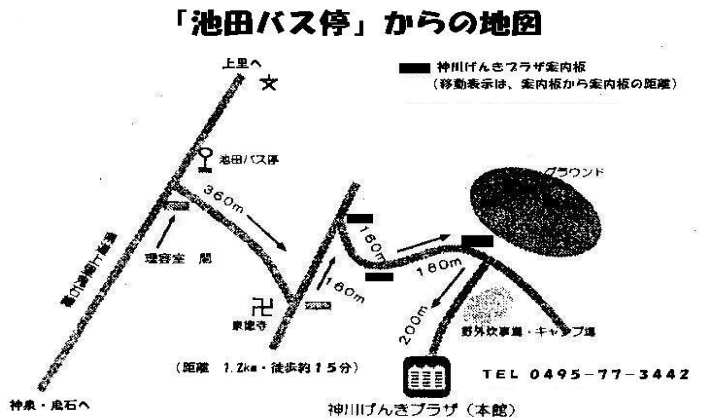 「池田バス停」からの地図
上里へ
神川げんきプラザ案内板
（移動表示は、案内板から案内板の距離）
池田バス停
グラウンド
360m
160m
理容室 関
160m
180m
東徳寺
200m
野外炊事場・キャンプ場
（距離 1.2km・徒歩約15分）
TEL 0495-77-3442
神泉・鬼石へ
神川げんきプラザ（本館）